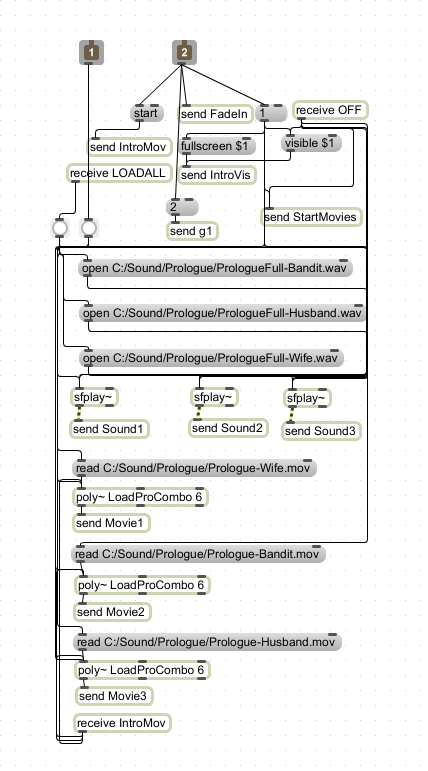 1
2
start
send FadeIn
1
receive OFF
send IntroMov
fullscreen $1
visible $1
receive LOADALL
send IntroVis
2
send StartMovies
send g1
open C:/Sound/Prologue/PrologueFull-Bandit.wav
open C:/Sound/Prologue/PrologueFull-Husband.wav
open C:/Sound/Prologue/PrologueFull-Wife.wav
sfplay~
sfplay~
sfplay~
send Sound1
send Sound2
send Sound3
read C:/Sound/Prologue/Prologue-Wife.mov
poly~ LoadProCombo 6
send Movie1
read C:/Sound/Prologue/Prologue-Bandit.mov
poly~ LoadProCombo 6
send Movie2
read C:/Sound/Prologue/Prologue-Husband.mov
poly~ LoadProCombo 6
send Movie3
receive IntroMov